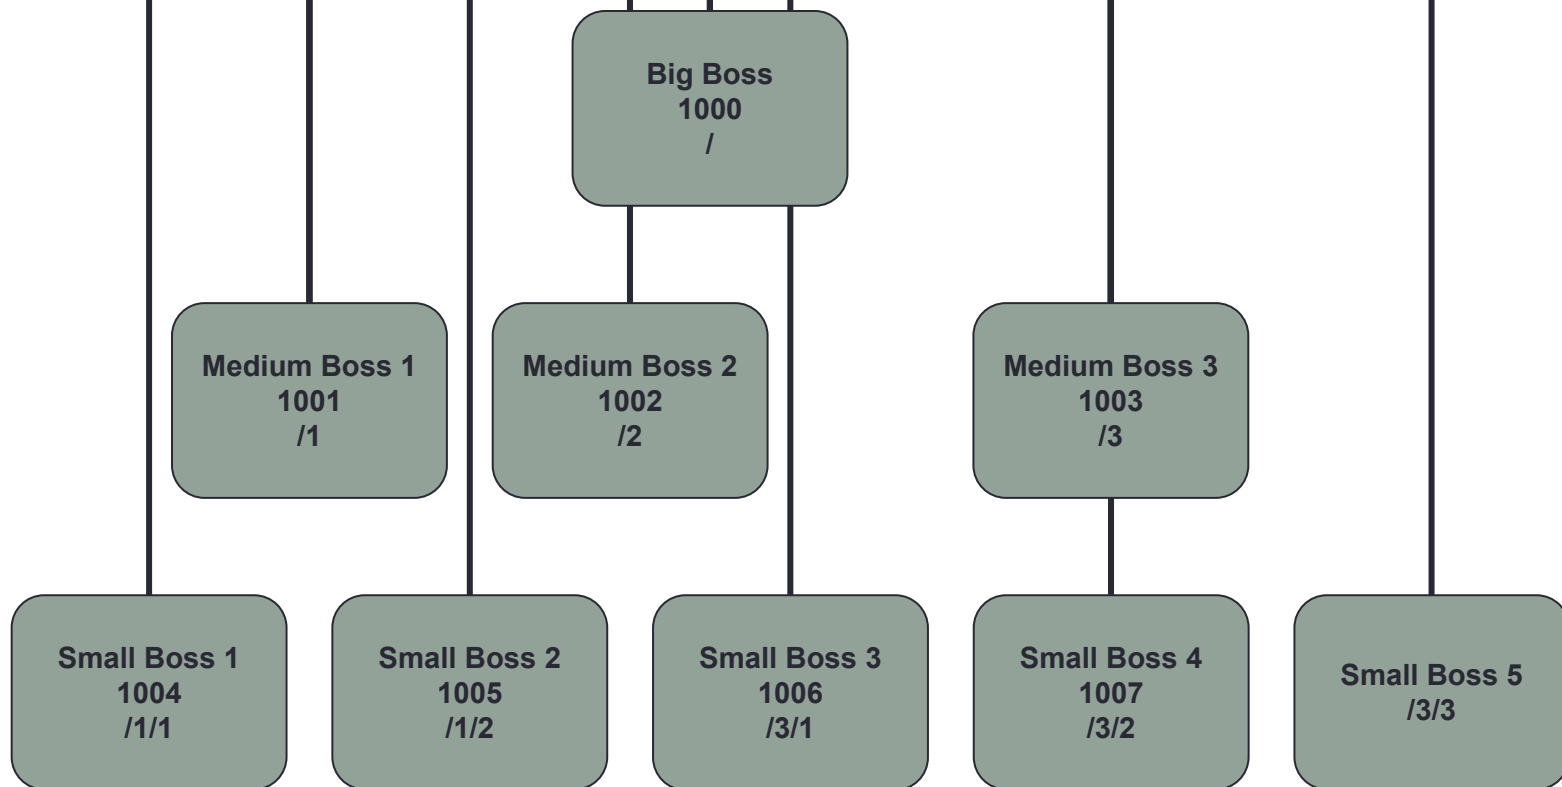 Big Boss
1000
/
Medium Boss 1
1001
/1
Medium Boss 2
1002
/2
Medium Boss 3
1003
/3
Small Boss 1
1004
/1/1
Small Boss 2
1005
/1/2
Small Boss 3
1006
/3/1
Small Boss 4
1007
/3/2
Small Boss 5
/3/3